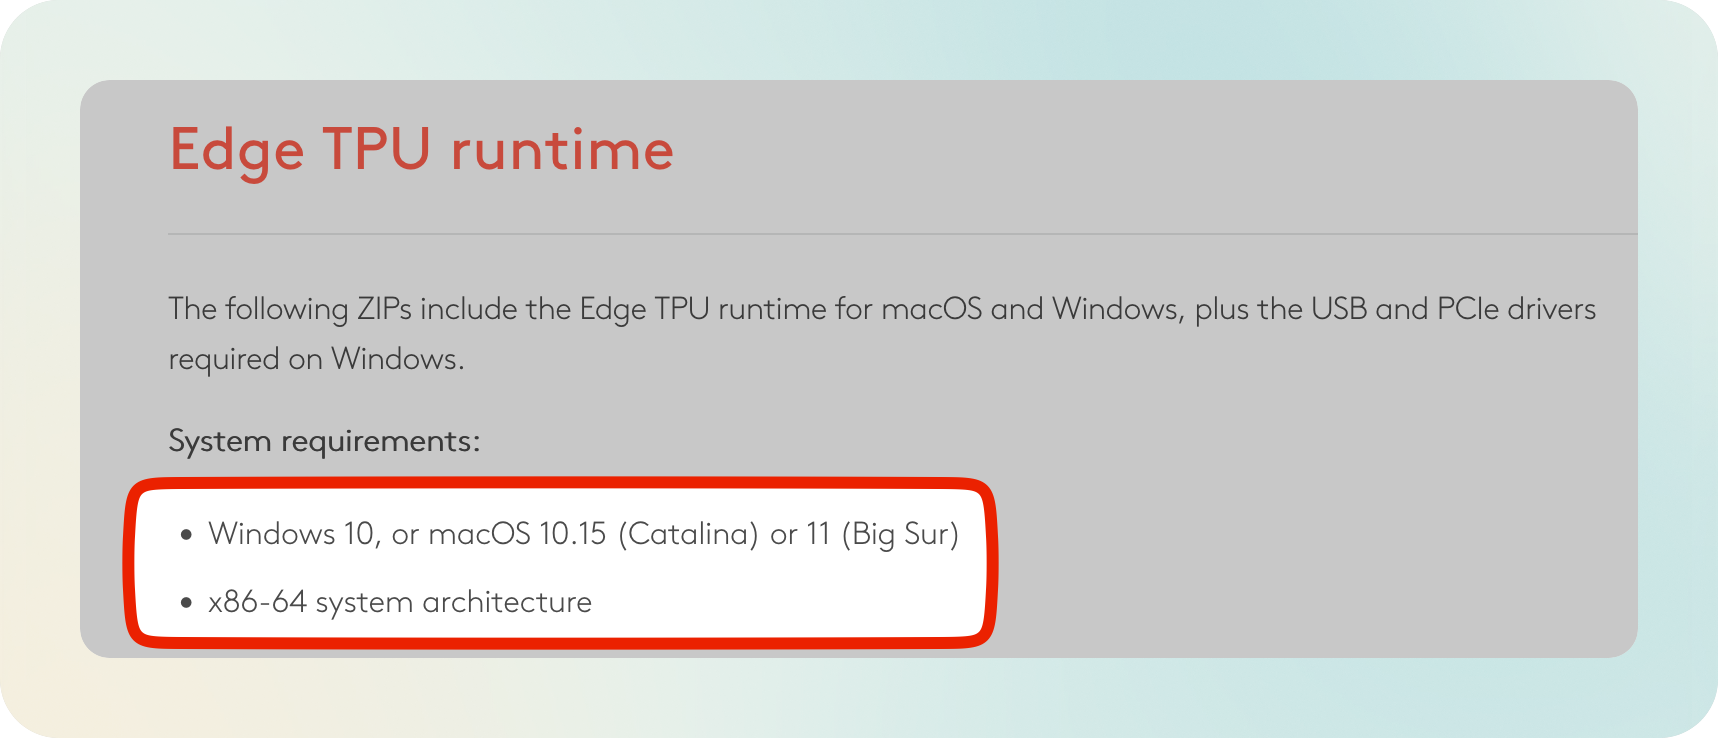 Edge TPU runtime
The following ZIPs include the Edge TPU runtime for macOS and Windows, plus the USB and PCIe drivers
required on Windows.
System requirements:
• Windows 10, or macOS 10.15 (Catalina) or 11 (Big Sur)
• x86-64 system architecture